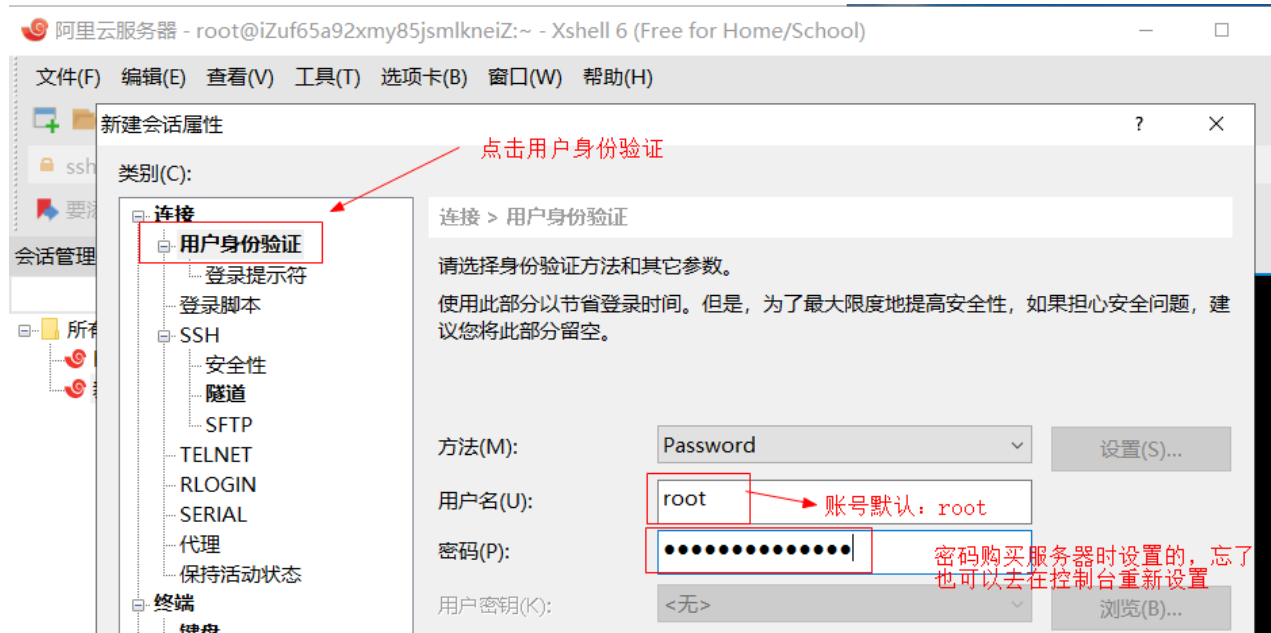 阿里云服务器 - root@iZuf65a92xmy85jsmlkneiZ:~ - Xshell 6 (Free for Home/School)
文件(F) 编辑(E) 查看(V) 工具(T) 选项卡(B) 窗口(W) 帮助(H)
新建会话属性
?
点击用户身份验证
ssh
类别(C):
要
连接
连接 > 用户身份验证
用户身份验证
会话管理
请选择身份验证方法和其它参数。
登录提示符
登录脚本
使用此部分以节省登录时间。但是，为了最大限度地提高安全性，如果担心安全问题，建
议您将此部分留空。
所有
SSH
安全性
隧道
SFTP
方法(M): Password 设置(S)...
TELNET
RLOGIN
用户名(U): root 账号默认：root
SERIAL
代理
密码(P): ●●●●●●●●●●●●●●
密码购买服务器时设置的，忘了
也可以去在控制台重新设置
保持活动状态
终端
用户密钥(K): <无> 浏览(B)...
键盘